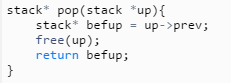 stack* pop(stack *up){
    stack* befup = up->prev;
    free(up);
    return befup;
}